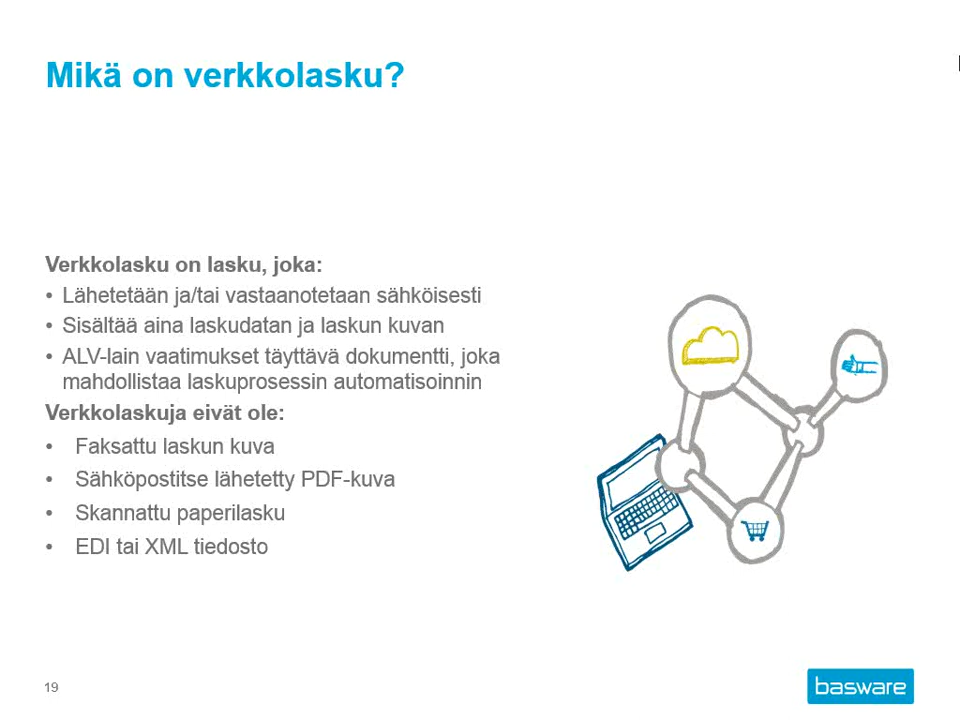 Mikä on verkkolasku?
Verkkolasku on lasku, joka:
• Lähetetään ja/tai vastaanotetaan sähköisesti
• Sisältää aina laskudatan ja laskun kuvan
• ALV-lain vaatimukset täyttävä dokumentti, joka
mahdollistaa laskuprosessin automatisoinnin
Verkkolaskuja eivät ole:
• Faksattu laskun kuva
• Sähköpostitse lähetetty PDF-kuva
• Skannattu paperilasku
• EDI tai XML tiedosto
19
basware